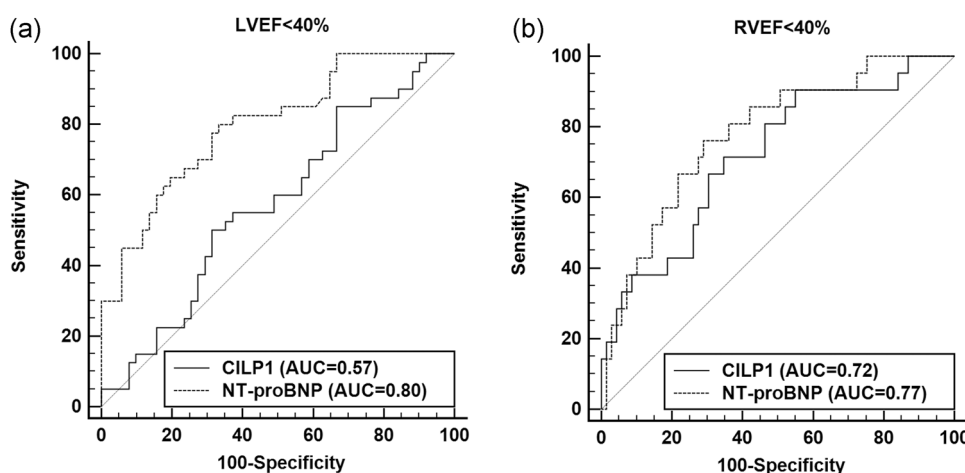 (a)
LVEF<40%
100
80
60
40
20
0
Sensitivity
CILP1 (AUC=0.57)
NT-proBNP (AUC=0.80)
0 20 40 60 80 100
100-Specificity
(b)
RVEF<40%
100
80
60
40
20
0
Sensitivity
CILP1 (AUC=0.72)
NT-proBNP (AUC=0.77)
0 20 40 60 80 100
100-Specificity